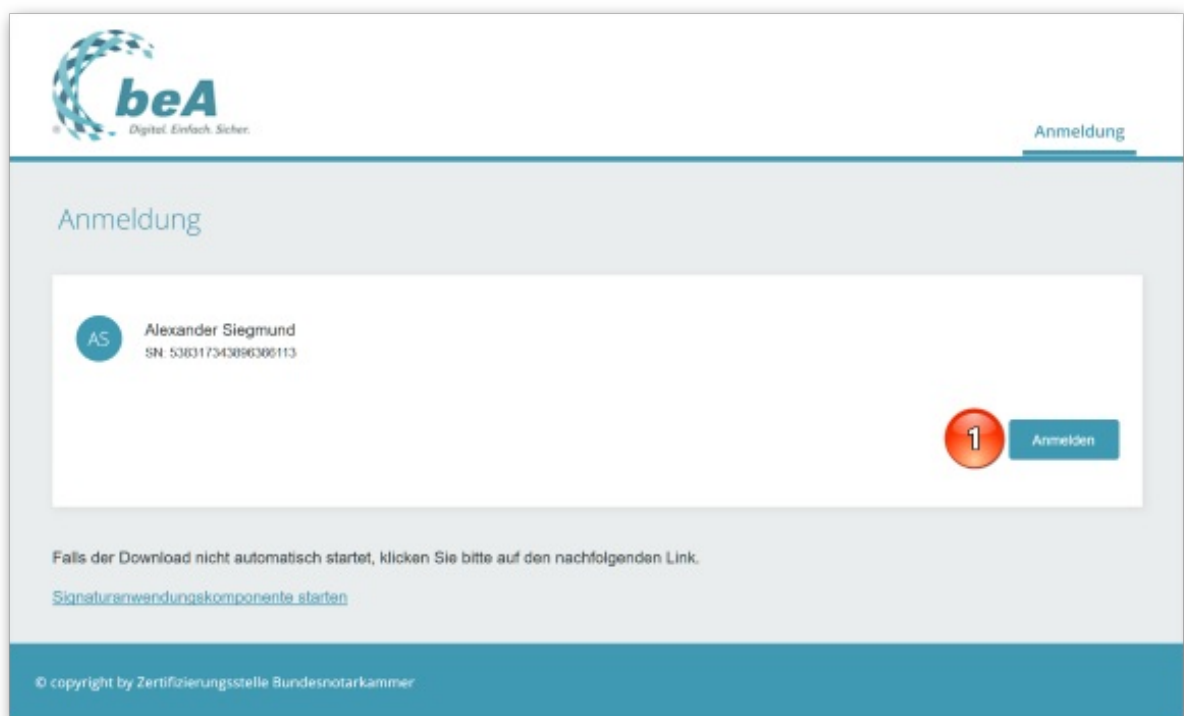 beA
® Digital. Einfach. Sicher.
Anmeldung
Anmeldung
AS
Alexander Siegmund
SN: 538317343896386113
1
Anmelden
Falls der Download nicht automatisch startet, klicken Sie bitte auf den nachfolgenden Link.
Signaturanwendungskomponente starten
© copyright by Zertifizierungsstelle Bundesnotarkammer